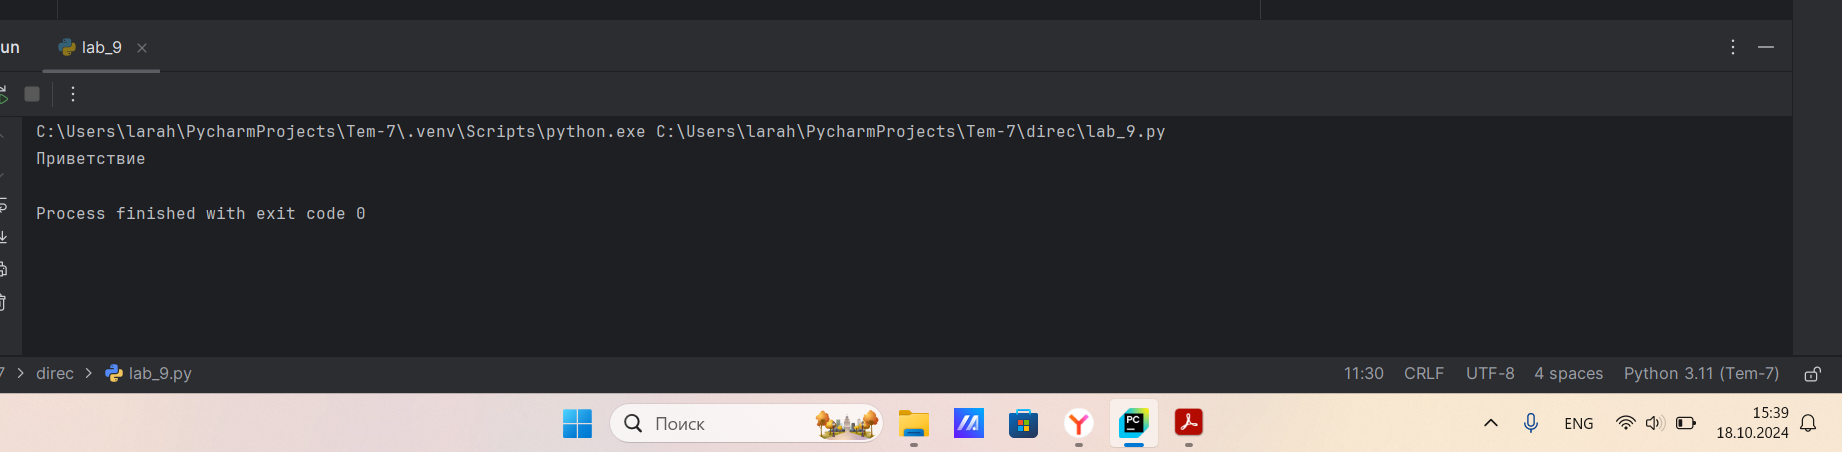 un lab_9
C:\Users\larah\PycharmProjects\Tem-7\.venv\Scripts\python.exe C:\Users\larah\PycharmProjects\Tem-7\direc\lab_9.py
Приветствие
Process finished with exit code 0
7 > direc > lab_9.py 11:30 CRLF UTF-8 4 spaces Python 3.11 (Tem-7)
Поиск PC ENG 15:39
18.10.2024